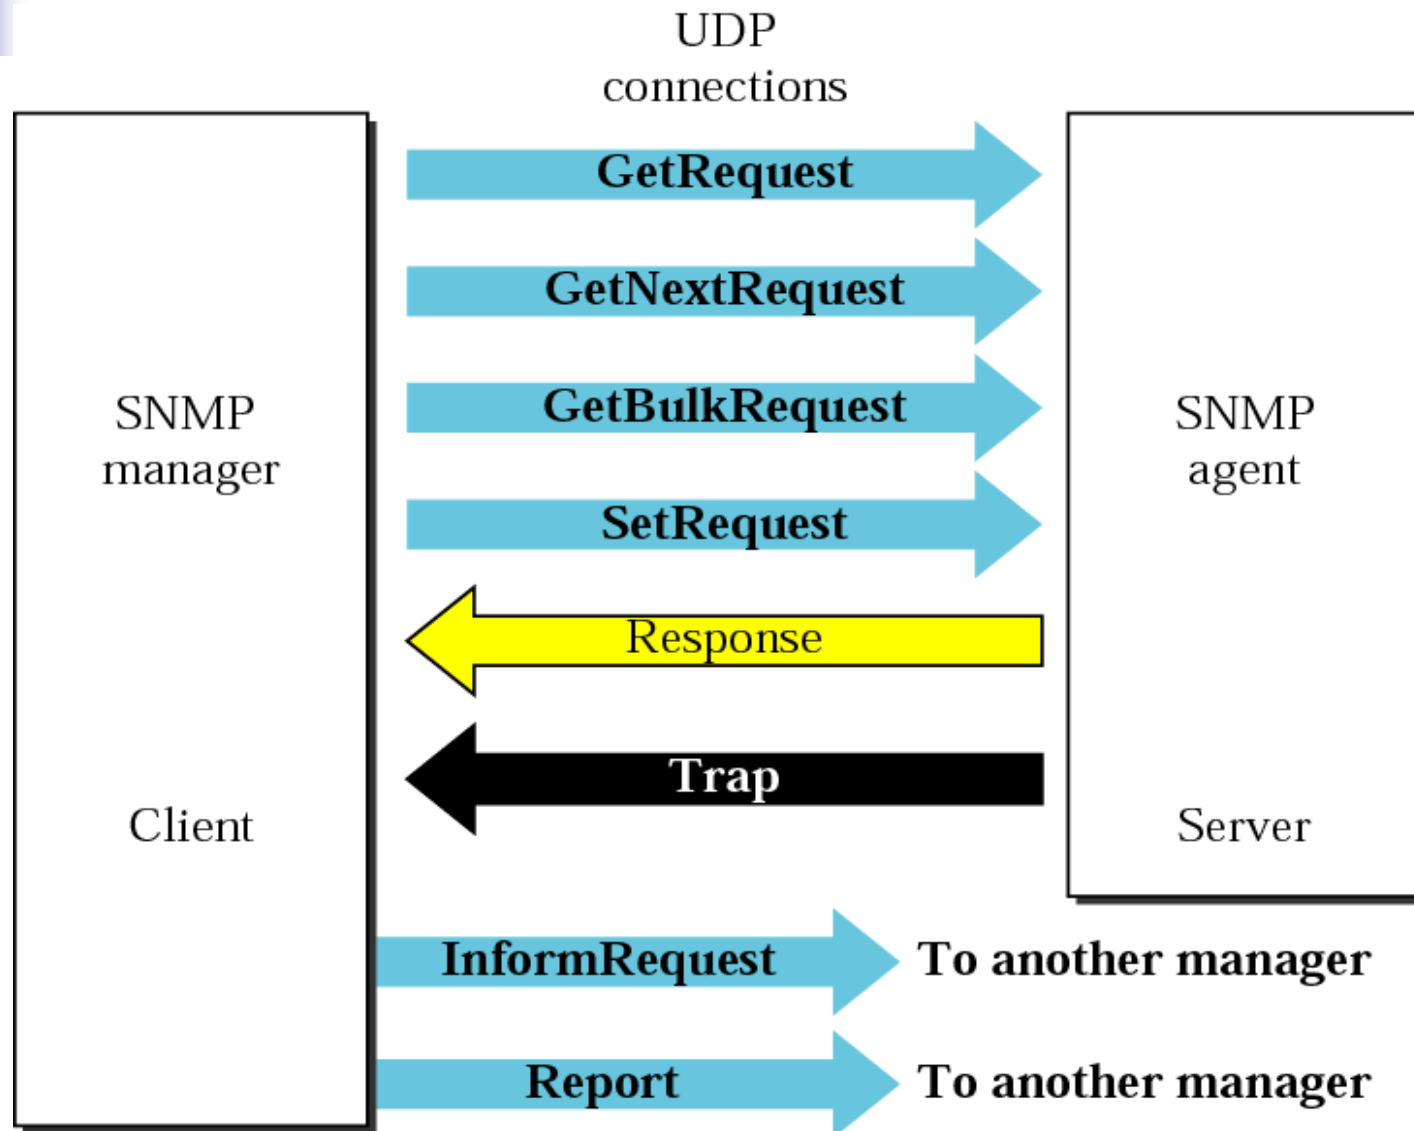 UDP
connections
GetRequest
GetNextRequest
GetBulkRequest
SetRequest
SNMP
manager
SNMP
agent
Response
Trap
Client
Server
InformRequest
To another manager
Report
To another manager